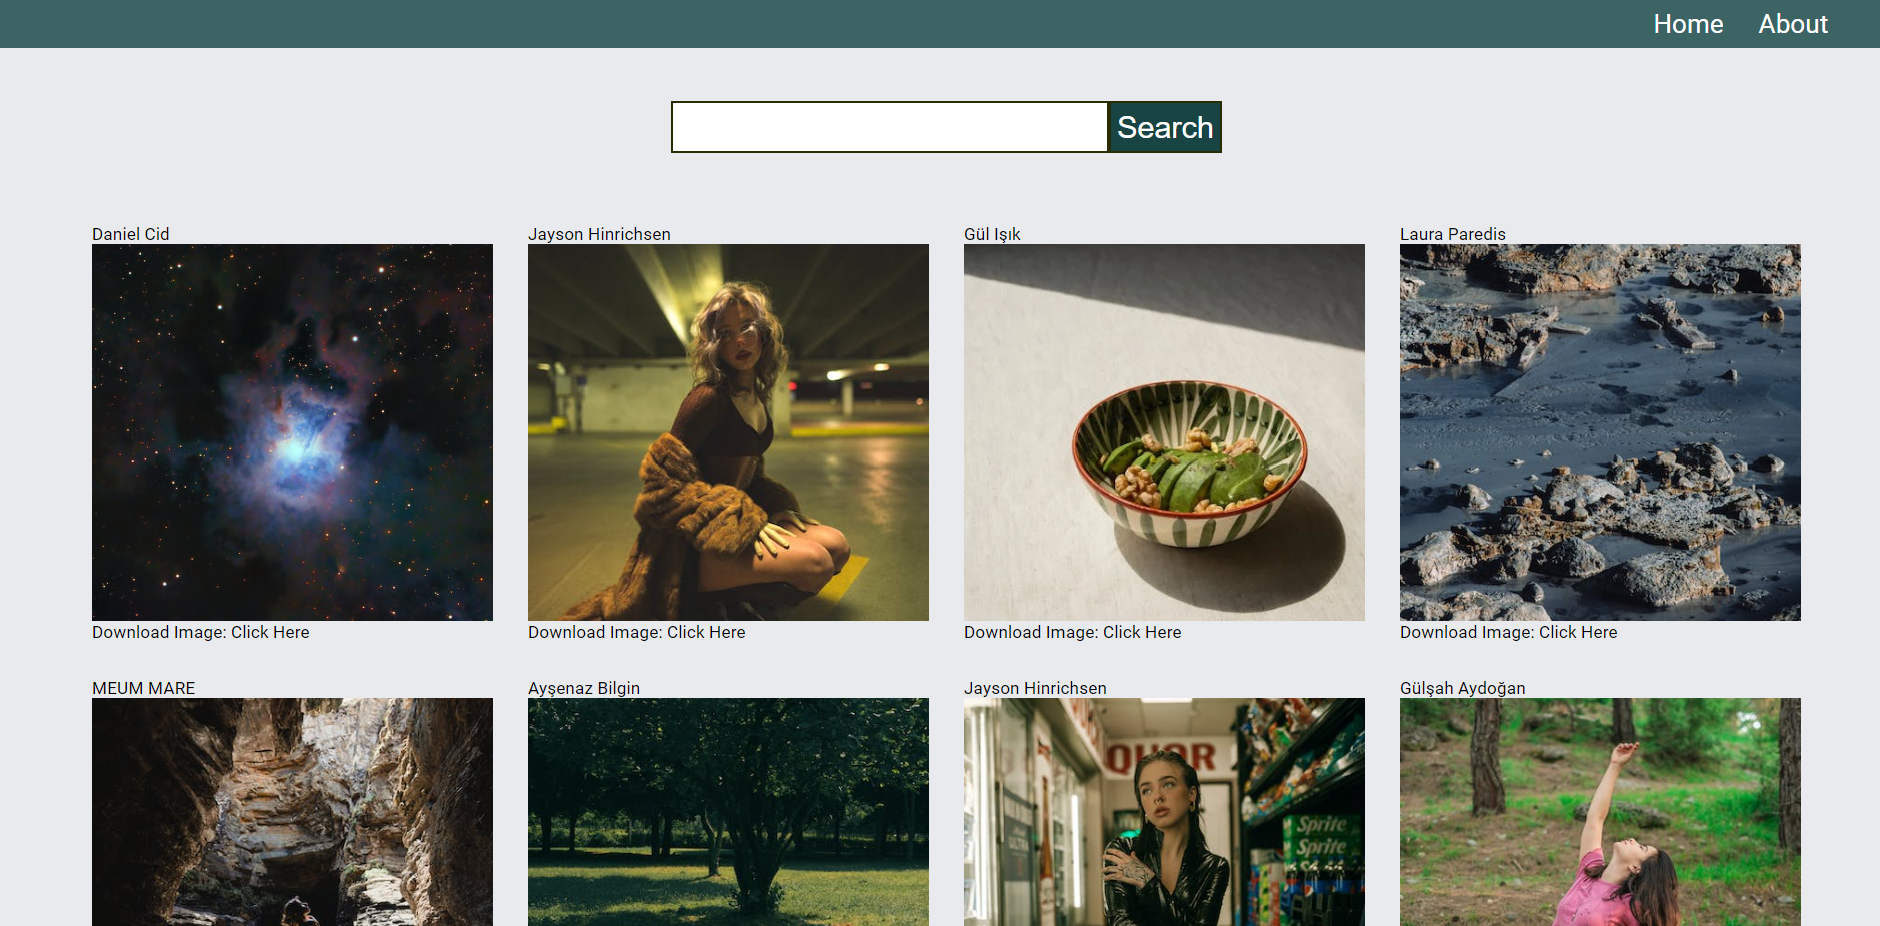 Home About
Search
Daniel Cid
Jayson Hinrichsen
Gül Işık
Laura Paredis
Download Image: Click Here
Download Image: Click Here
Download Image: Click Here
Download Image: Click Here
MEUM MARE
Ayşenaz Bilgin
Jayson Hinrichsen
Gülşah Aydoğan
QUOR
Sprite
Sprite